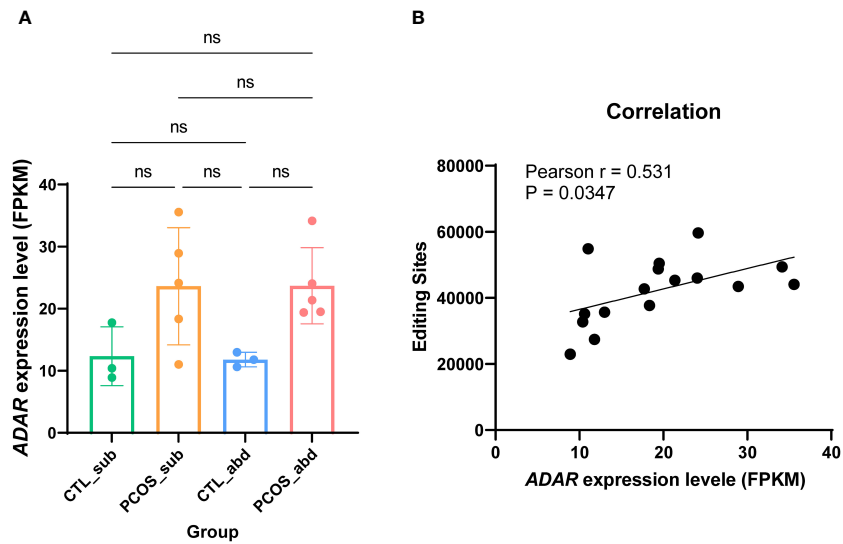 A
ns
ns
ns
ns
ns
ns
ADAR expression level (FPKM)
40
30
20
10
0
CTL_sub
PCOS_sub
CTL_abd
PCOS_abd
Group
B
Correlation
Pearson r = 0.531
P = 0.0347
Editing Sites
80000
60000
40000
20000
0
0
10
20
30
40
ADAR expression levele (FPKM)